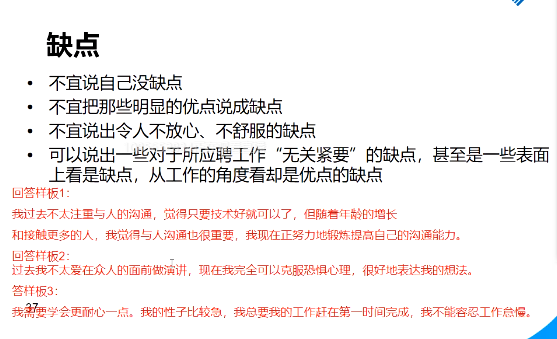 缺点
• 不宜说自己没缺点
• 不宜把那些明显的优点说成缺点
• 不宜说出令人不放心、不舒服的缺点
• 可以说出一些对于所应聘工作“无关紧要”的缺点，甚至是一些表面
上看是缺点，从工作的角度看却是优点的缺点
回答样板1：
我过去不太注重与人的沟通，觉得只要技术好就可以了，但随着年龄的增长
和接触更多的人，我觉得与人沟通也很重要，我现在正努力地锻炼提高自己的沟通能力。
回答样板2：
过去我不太爱在众人的面前做演讲，现在我完全可以克服恐惧心理，很好地表达我的想法。
答样板3：
37
我需要学会更耐心一点。我的性子比较急，我总要我的工作赶在第一时间完成，我不能容忍工作怠慢。